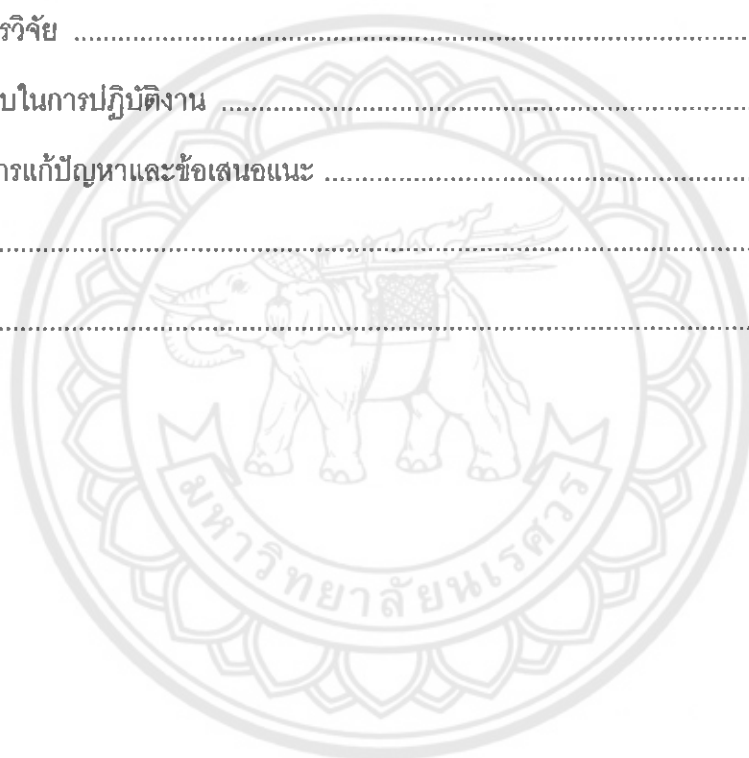 รวิจัย ........................................................................
บในการปฏิบัติงาน ........................................................................
ารแก้ปัญหาและข้อเสนอแนะ ........................................................................
........................................................................
........................................................................
มหาวิทยาลัยนเรศวร